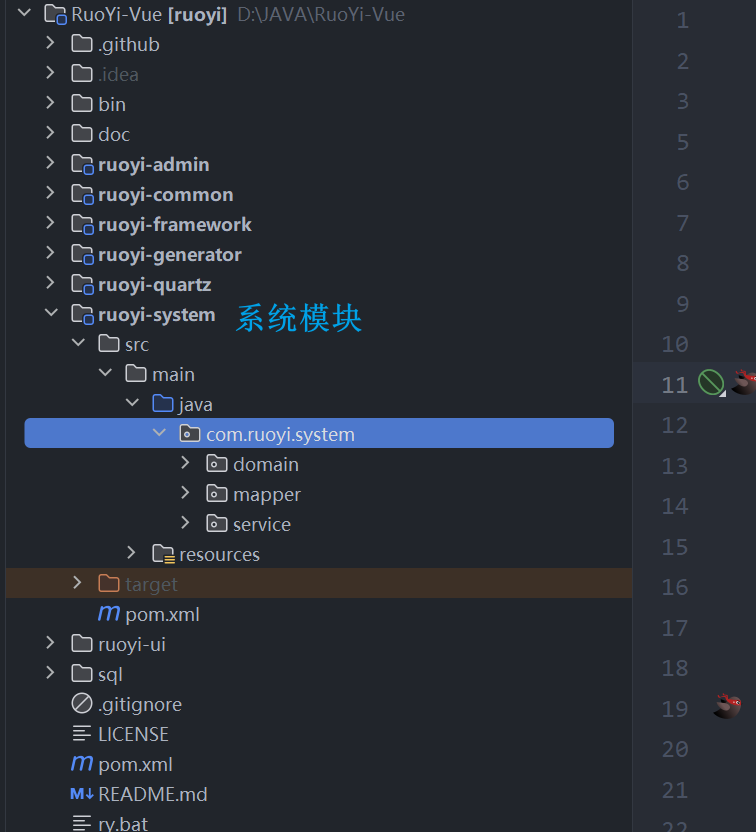 RuoYi-Vue [ruoyi] D:\JAVA\RuoYi-Vue
.github
.idea
bin
doc
ruoyi-admin
ruoyi-common
ruoyi-framework
ruoyi-generator
ruoyi-quartz
ruoyi-system 系统模块
src
main
java
com.ruoyi.system
domain
mapper
service
resources
target
m pom.xml
ruoyi-ui
sql
.gitignore
LICENSE
m pom.xml
M↓ README.md
ry.bat
1
2
3
5
6
7
8
9
10
11
12
13
14
15
16
17
18
19
20
21
22